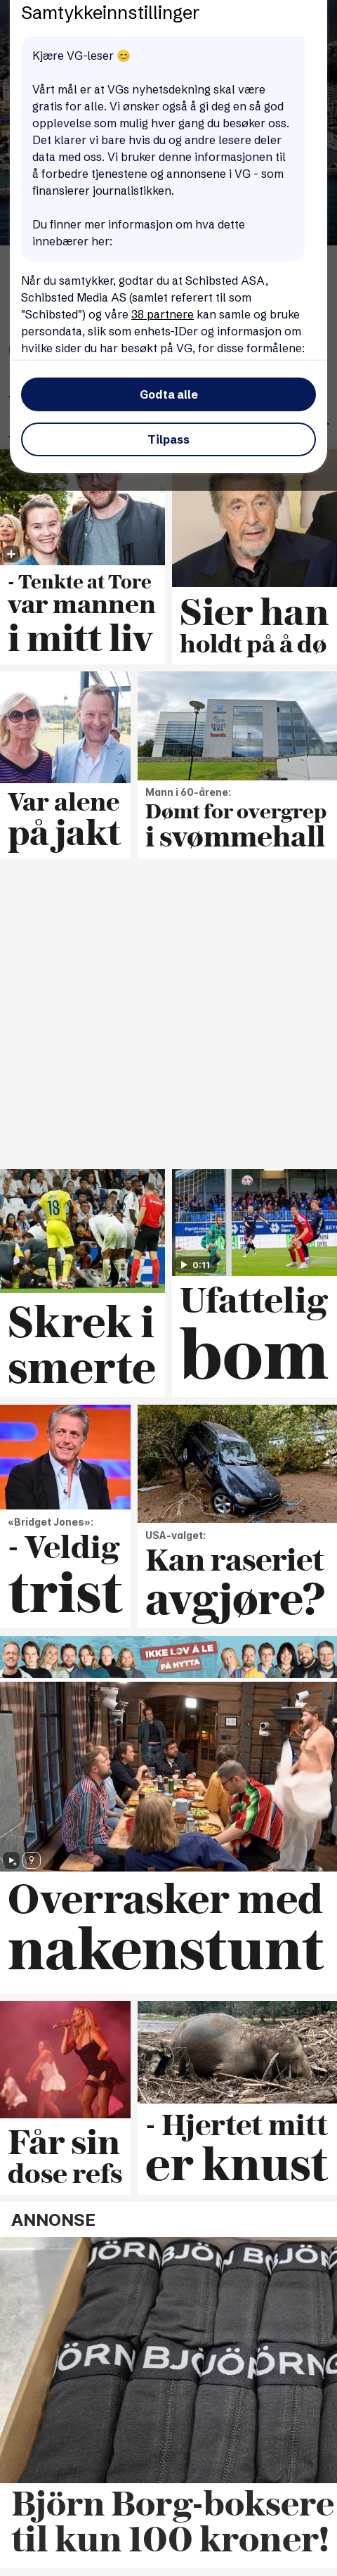 Samtykkeinnstillinger
Kjære VG-leser 😊
Vårt mål er at VGs nyhetsdekning skal være
gratis for alle. Vi ønsker også å gi deg en så god
opplevelse som mulig hver gang du besøker oss.
Det klarer vi bare hvis du og andre lesere deler
data med oss. Vi bruker denne informasjonen til
å forbedre tjenestene og annonsene i VG - som
finansierer journalistikken.
Du finner mer informasjon om hva dette
innebærer her:
Når du samtykker, godtar du at Schibsted ASA,
Schibsted Media AS (samlet referert til som
"Schibsted") og våre 38 partnere kan samle og bruke
persondata, slik som enhets-IDer og informasjon om
hvilke sider du har besøkt på VG, for disse formålene:
Godta alle
Tilpass
- Tenkte at Tore
var mannen
i mitt liv
Sier han
holdt på å dø
Var alene
på jakt
Mann i 60-årene:
Dømt for overgrep
i svømmehall
18
0:11
Skrek i
smerte
Ufattelig
bom
«Bridget Jones»:
- Veldig
trist
USA-valget:
Kan raseriet
avgjøre?
IKKE LOV Å LE
PÅ HYTTA
9
Overrasker med
nakenstunt
Får sin
dose refs
- Hjertet mitt
er knust
ANNONSE
Björn Borg-boksere
til kun 100 kroner!